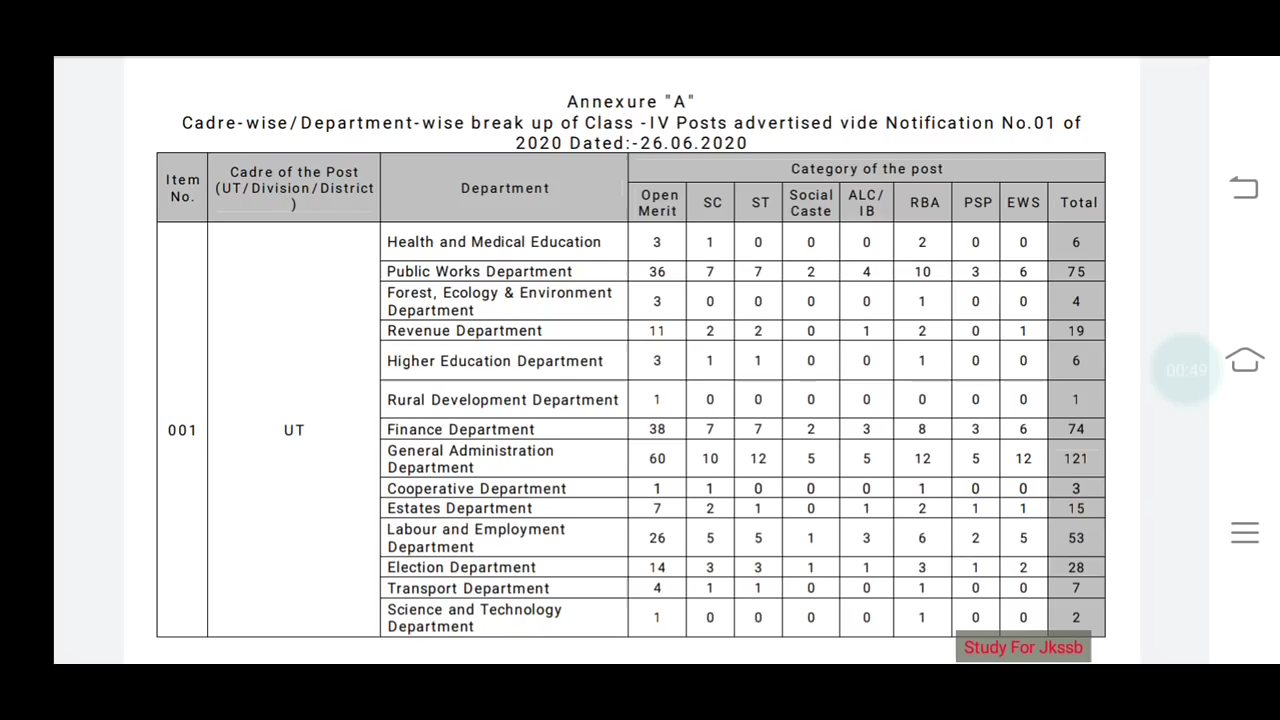 Annexure "A"
Cadre-wise/Department-wise break up of Class -IV Posts advertised vide Notification No.01 of
2020 Dated:-26.06.2020
Item No. Cadre of the Post (UT/Division/District ) Department Category of the post
Open Merit SC ST Social Caste ALC/ IB RBA PSP EWS Total
001 UT
Health and Medical Education 3 1 0 0 0 2 0 0 6
Public Works Department 36 7 7 2 4 10 3 6 75
Forest, Ecology & Environment Department 3 0 0 0 0 1 0 0 4
Revenue Department 11 2 2 0 1 2 0 1 19
Higher Education Department 3 1 1 0 0 1 0 0 6
Rural Development Department 1 0 0 0 0 0 0 0 1
Finance Department 38 7 7 2 3 8 3 6 74
General Administration Department 60 10 12 5 5 12 5 12 121
Cooperative Department 1 1 0 0 0 1 0 0 3
Estates Department 7 2 1 0 1 2 1 1 15
Labour and Employment Department 26 5 5 1 3 6 2 5 53
Election Department 14 3 3 1 1 3 1 2 28
Transport Department 4 1 1 0 0 1 0 0 7
Science and Technology Department 1 0 0 0 0 1 0 0 2
Study For Jkssb
00:49